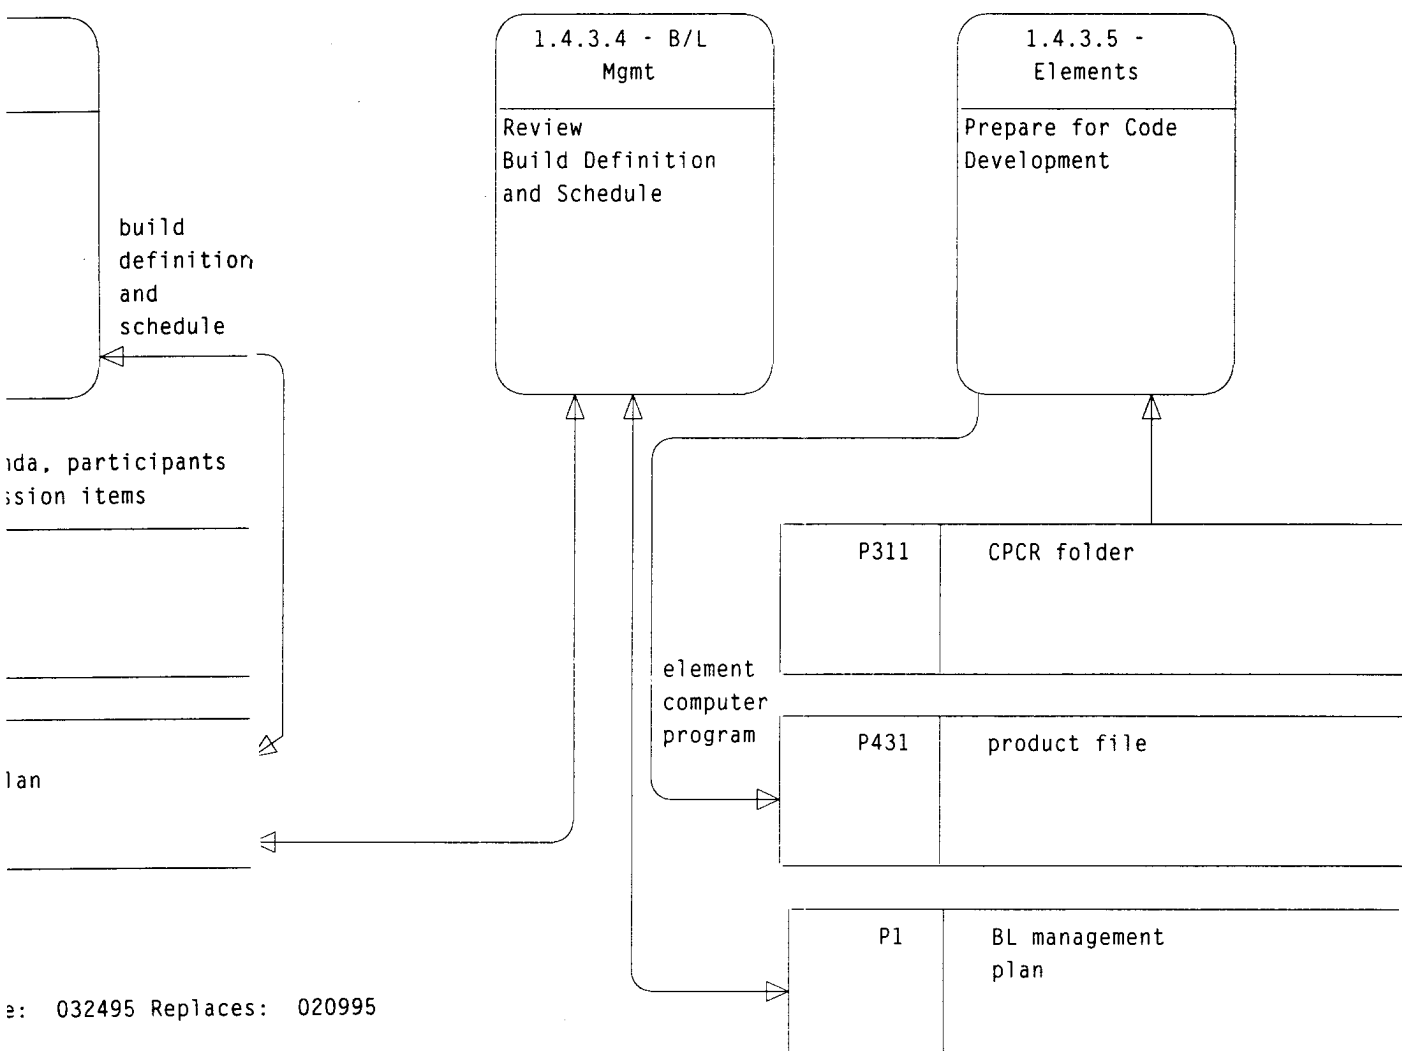 1.4.3.4 - B/L
Mgmt
Review
Build Definition
and Schedule
1.4.3.5 -
Elements
Prepare for Code
Development
build
definition
and
schedule
participants
items
P311 CPCR folder
element
computer
program
P431 product file
P1 BL management
plan
032495 Replaces: 020995